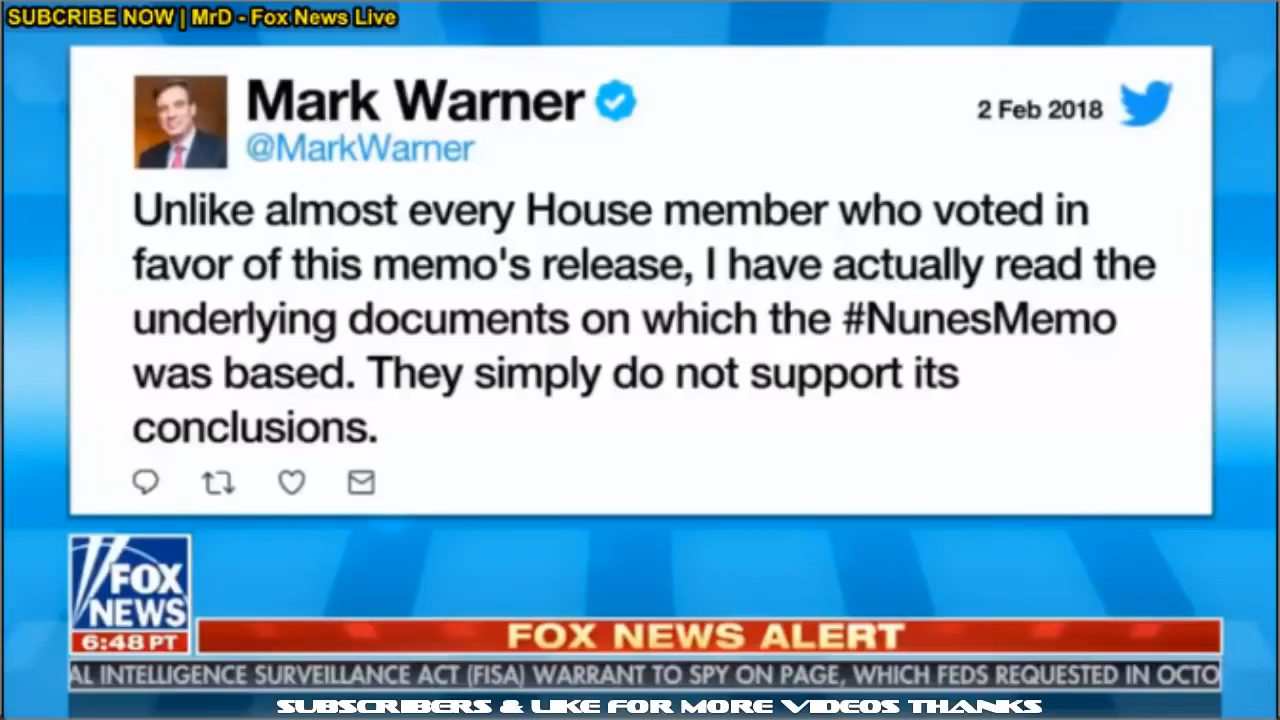 SUBCRIBE NOW | MrD - Fox News Live
Mark Warner
@MarkWarner
2 Feb 2018
Unlike almost every House member who voted in
favor of this memo's release, I have actually read the
underlying documents on which the #NunesMemo
was based. They simply do not support its
conclusions.
FOX
NEWS
6:48 PT
FOX NEWS ALERT
AL INTELLIGENCE SURVEILLANCE ACT (FISA) WARRANT TO SPY ON PAGE, WHICH FEDS REQUESTED IN OCTO
SUBSCRIBERS & LIKE FOR MORE VIDEOS THANKS